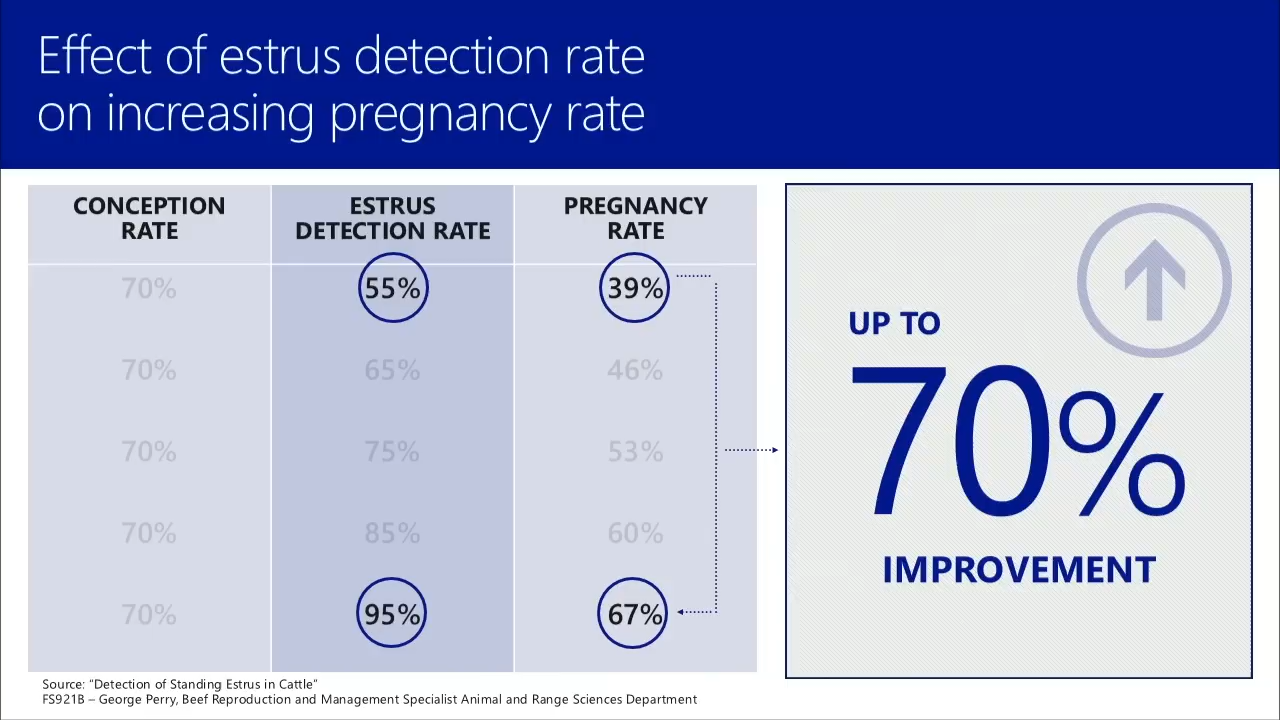 Effect of estrus detection rate
on increasing pregnancy rate
CONCEPTION
RATE
ESTRUS
DETECTION RATE
PREGNANCY
RATE
70% 55% 39%
70% 65% 46%
70% 75% 53%
70% 85% 60%
70% 95% 67%
UP TO
70%
IMPROVEMENT
Source: “Detection of Standing Estrus in Cattle”
FS921B – George Perry, Beef Reproduction and Management Specialist Animal and Range Sciences Department